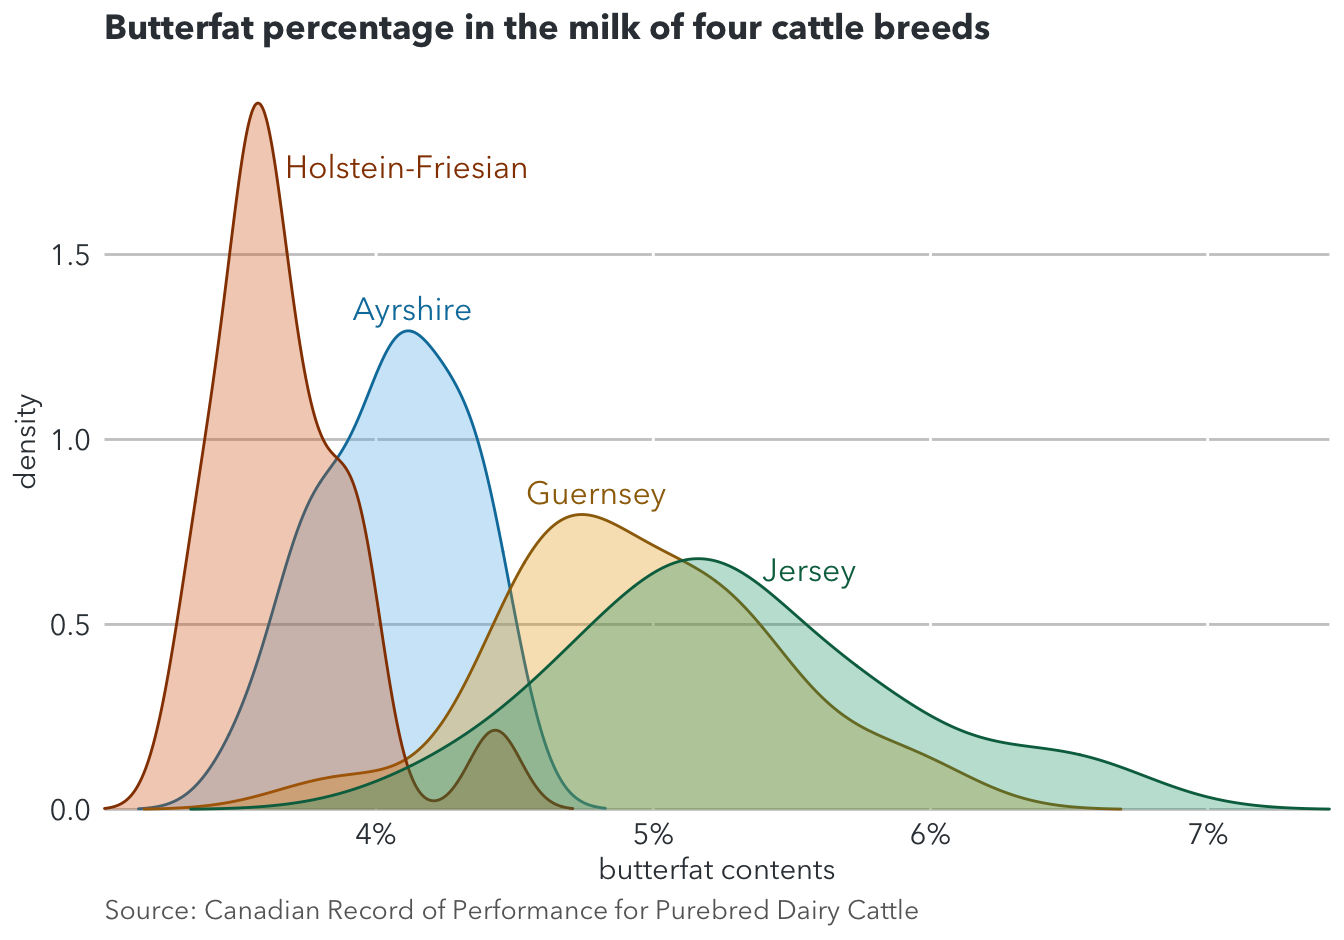 Butterfat percentage in the milk of four cattle breeds
Holstein-Friesian
1.5
Ayrshire
1.0
density
Guernsey
Jersey
0.5
0.0
4% 5% 6% 7%
butterfat contents
Source: Canadian Record of Performance for Purebred Dairy Cattle